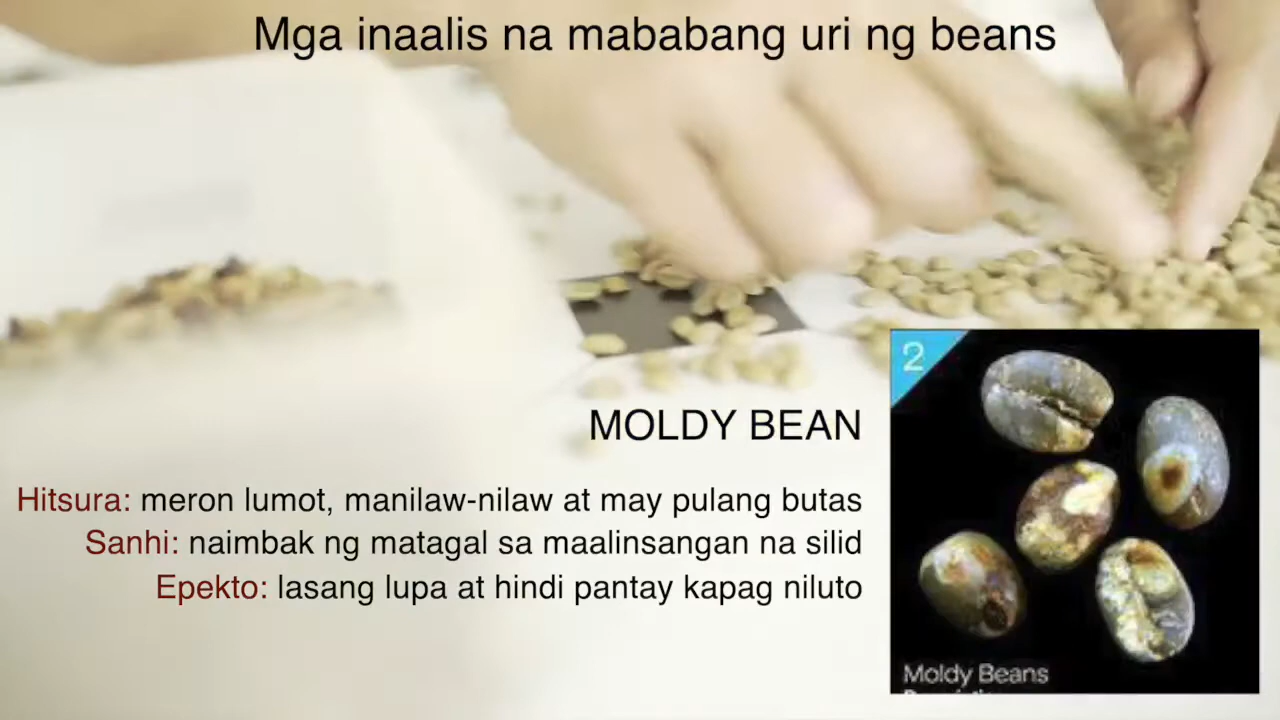 Mga inaalis na mababang uri ng beans
2
MOLDY BEAN
Hitsura: meron lumot, manilaw-nilaw at may pulang butas
Sanhi: naimbak ng matagal sa maalinsangan na silid
Epekto: lasang lupa at hindi pantay kapag niluto
Moldy Beans